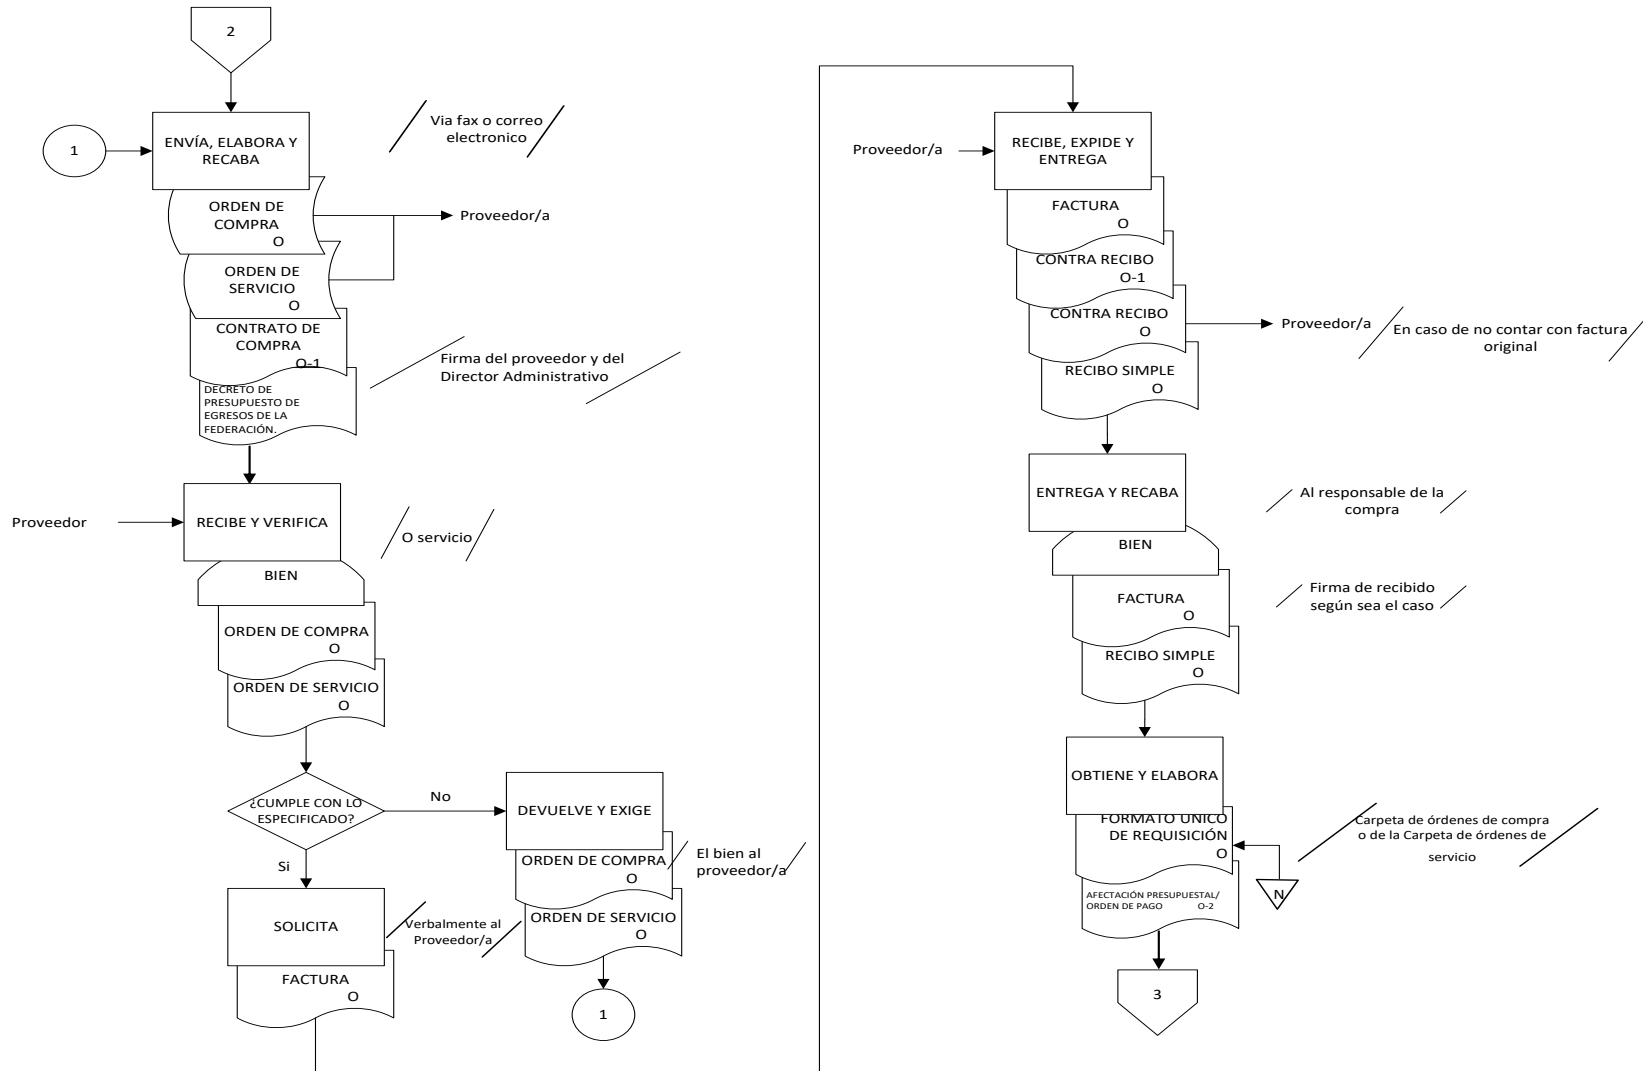 2
1
ENVÍA, ELABORA Y
RECABA
Via fax o correo
electronico
ORDEN DE
COMPRA
O
Proveedor/a
ORDEN DE
SERVICIO
O
CONTRATO DE
COMPRA
O-1
Firma del proveedor y del
Director Administrativo
DECRETO DE
PRESUPUESTO DE
EGRESOS DE LA
FEDERACIÓN.
Proveedor
RECIBE Y VERIFICA
O servicio
BIEN
ORDEN DE COMPRA
O
ORDEN DE SERVICIO
O
¿CUMPLE CON LO
ESPECIFICADO?
No
DEVUELVE Y EXIGE
ORDEN DE COMPRA
O
El bien al
proveedor/a
ORDEN DE SERVICIO
O
1
Si
SOLICITA
Verbalmente al
Proveedor/a
FACTURA
O
Proveedor/a
RECIBE, EXPIDE Y
ENTREGA
FACTURA
O
CONTRA RECIBO
O-1
CONTRA RECIBO
O
Proveedor/a
En caso de no contar con factura
original
RECIBO SIMPLE
O
ENTREGA Y RECABA
Al responsable de la
compra
BIEN
FACTURA
O
Firma de recibido
según sea el caso
RECIBO SIMPLE
O
OBTIENE Y ELABORA
FORMATO UNICO
DE REQUISICIÓN
O
Carpeta de órdenes de compra
o de la Carpeta de órdenes de
servicio
N
AFECTACIÓN PRESUPUESTAL/
ORDEN DE PAGO O-2
3